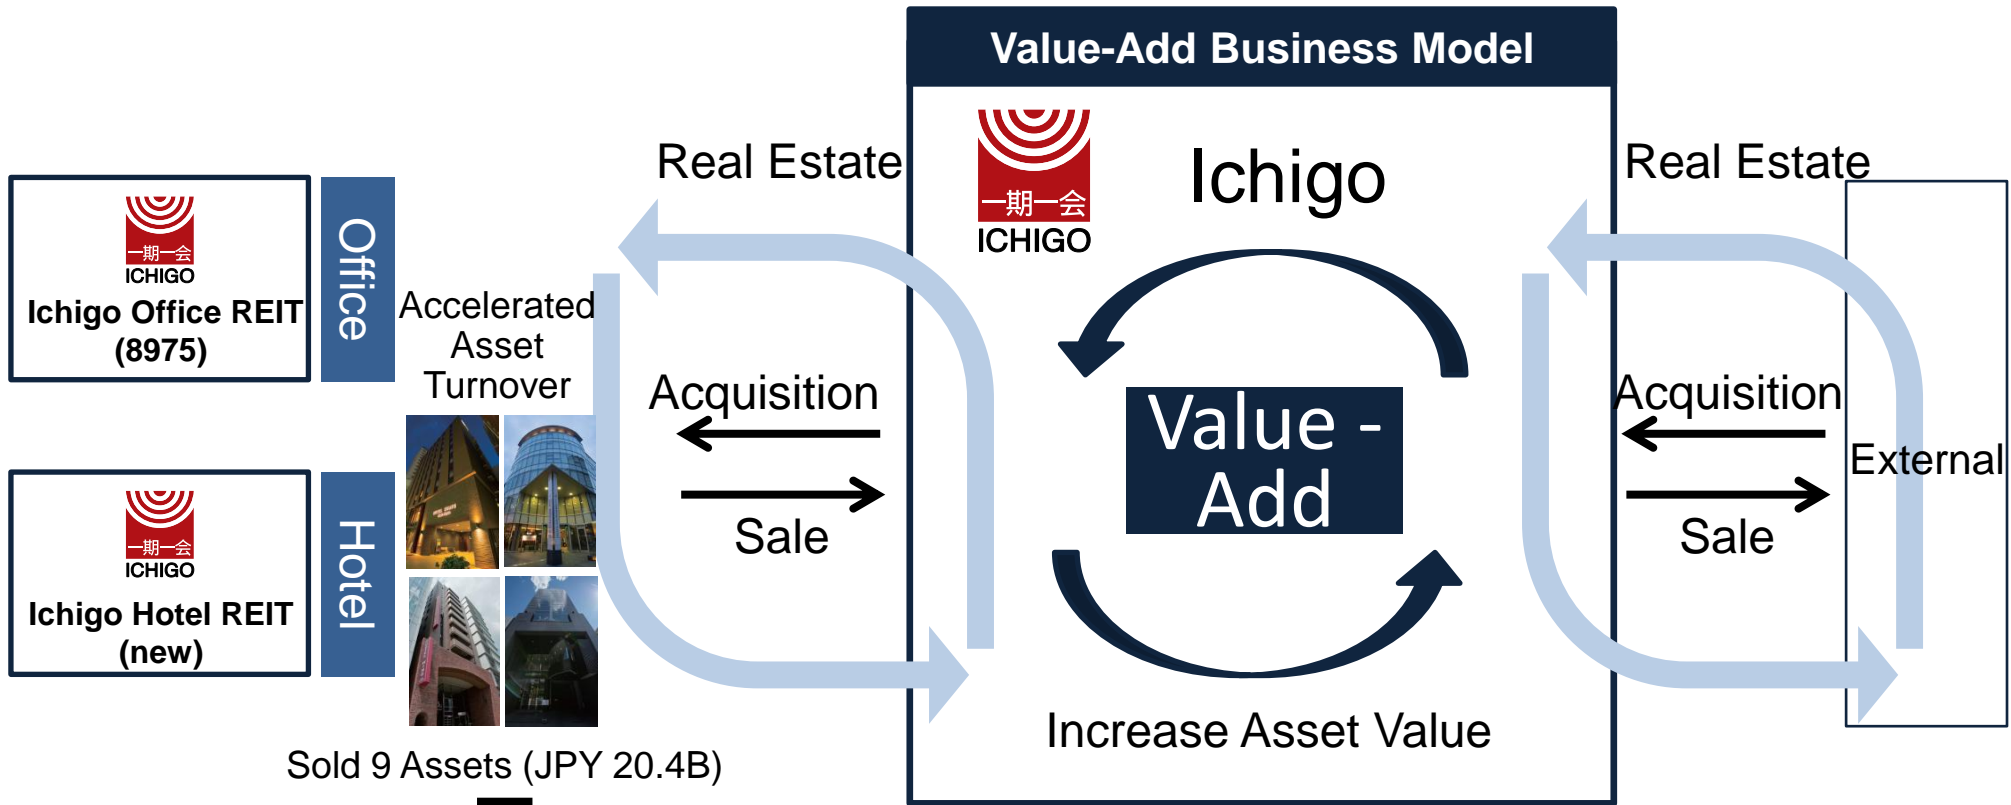 Value-Add Business Model
Real Estate
一期一会
ICHIGO
Ichigo
Real Estate
一期一会
ICHIGO
Ichigo Office REIT
(8975)
Office
Accelerated
Asset
Turnover
Acquisition
Sale
Value -
Add
Acquisition
Sale
External
一期一会
ICHIGO
Ichigo Hotel REIT
(new)
Hotel
Increase Asset Value
Sold 9 Assets (JPY 20.4B)